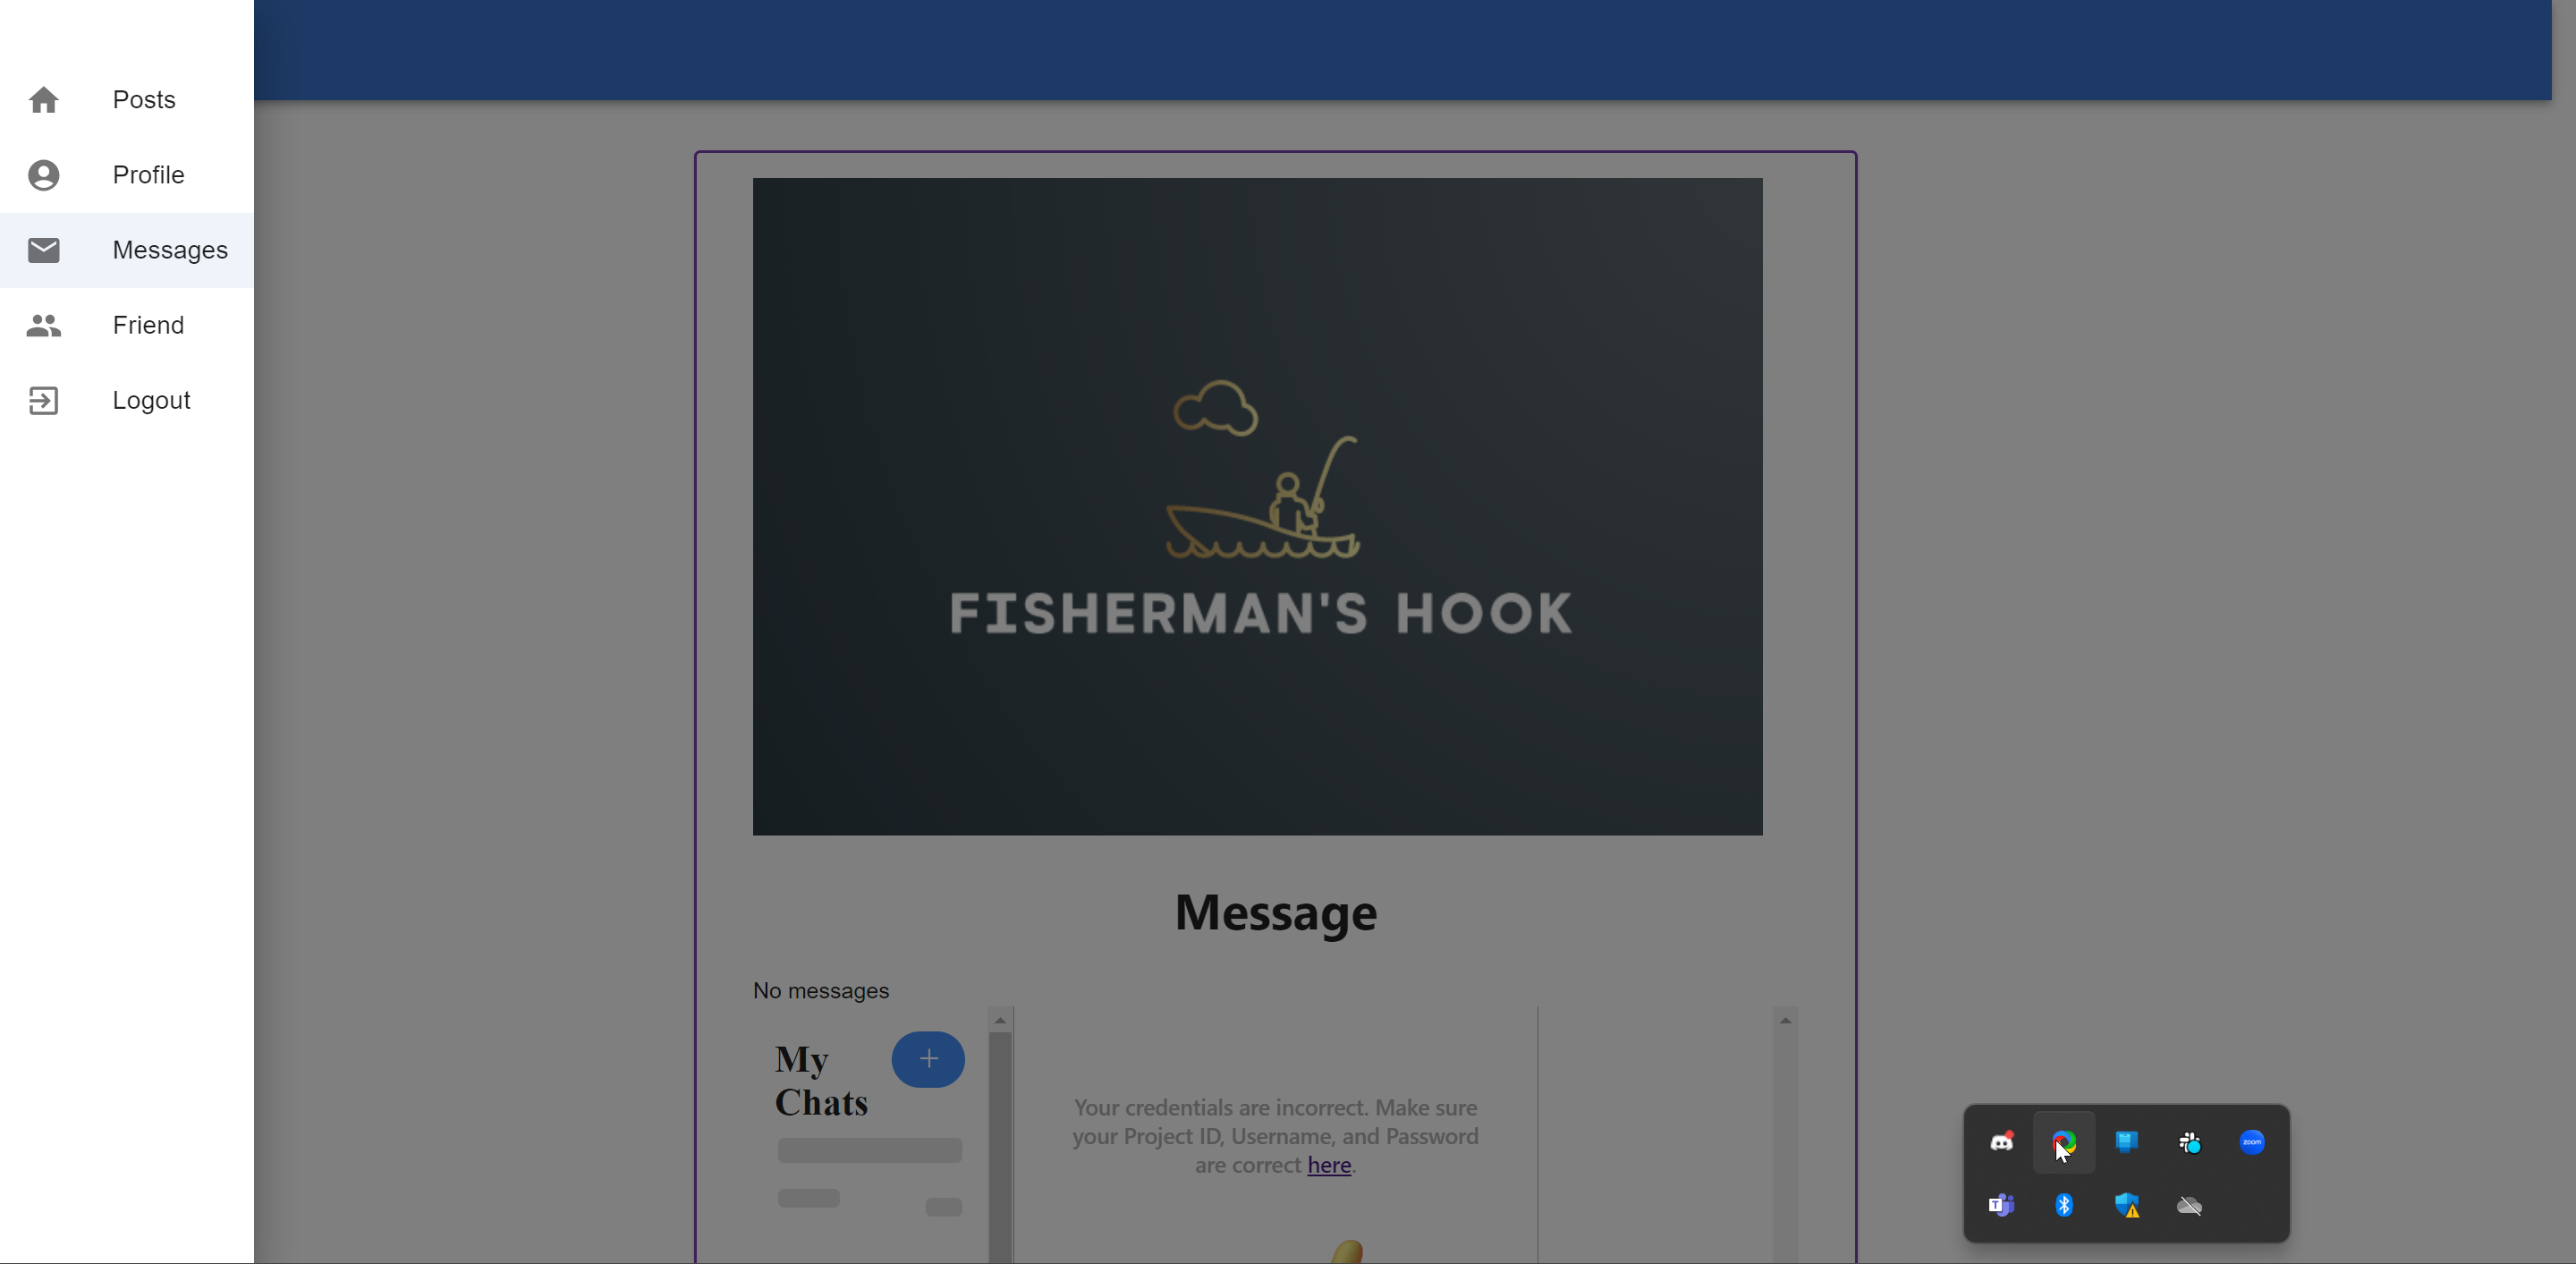 Posts
Profile
Messages
Friend
Logout
FISHERMAN'S HOOK
Message
No messages
My
Chats
+
Your credentials are incorrect. Make sure
your Project ID, Username, and Password
are correct here.
zoom
T